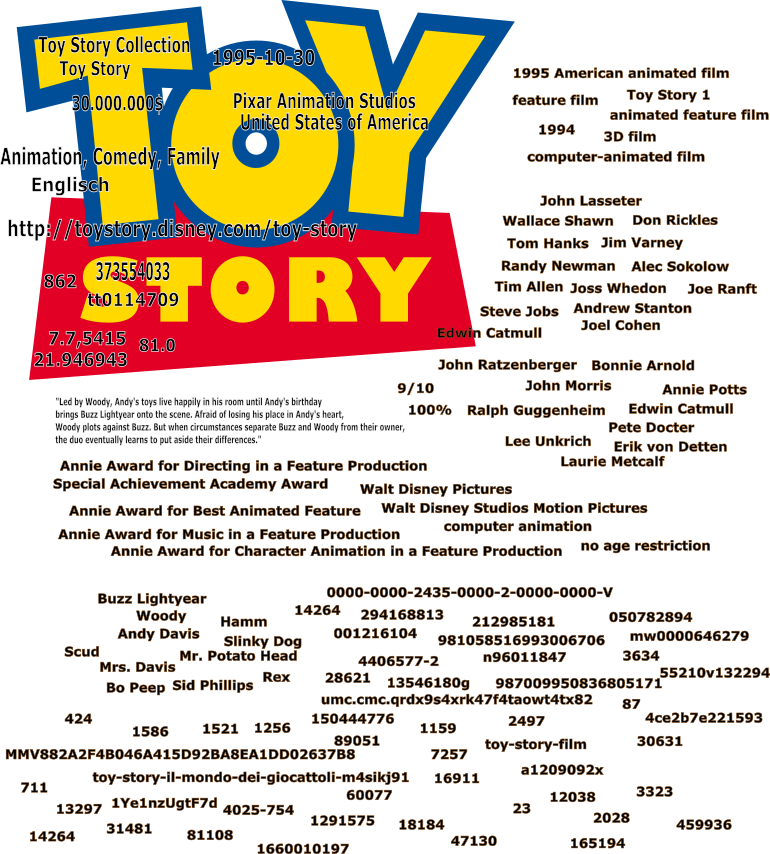 TOY
STORY
Toy Story Collection
Toy Story
1995-10-30
30.000.000$
Pixar Animation Studios
United States of America
Animation, Comedy, Family
Englisch
http://toystory.disney.com/toy-story
862
373554033
tt0114709
7.7,5415
81.0
21.946943
1995 American animated film
feature film
Toy Story 1
animated feature film
1994
3D film
computer-animated film
John Lasseter
Wallace Shawn
Don Rickles
Tom Hanks
Jim Varney
Randy Newman
Alec Sokolow
Tim Allen
Joss Whedon
Joe Ranft
Steve Jobs
Andrew Stanton
Edwin Catmull
Joel Cohen
John Ratzenberger
Bonnie Arnold
9/10
John Morris
Annie Potts
100%
Ralph Guggenheim
Edwin Catmull
Pete Docter
Lee Unkrich
Erik von Detten
Laurie Metcalf
"Led by Woody, Andy's toys live happily in his room until Andy's birthday
brings Buzz Lightyear onto the scene. Afraid of losing his place in Andy's heart,
Woody plots against Buzz. But when circumstances separate Buzz and Woody from their owner,
the duo eventually learns to put aside their differences."
Annie Award for Directing in a Feature Production
Special Achievement Academy Award
Walt Disney Pictures
Annie Award for Best Animated Feature
Walt Disney Studios Motion Pictures
computer animation
Annie Award for Music in a Feature Production
Annie Award for Character Animation in a Feature Production
no age restriction
Buzz Lightyear
0000-0000-2435-0000-2-0000-0000-V
Woody
14264
294168813
050782894
Hamm
212985181
Andy Davis
001216104
981058516993006706
mw0000646279
Slinky Dog
Scud
Mr. Potato Head
4406577-2
n96011847
3634
Mrs. Davis
55210v132294
Bo Peep
Sid Phillips
Rex
28621
13546180g
987009950836805171
umc.cmc.qrdx9s4xrk47f4taowt4tx82
87
424
1586
1521
1256
150444776
1159
2497
4ce2b7e221593
89051
toy-story-film
30631
MMV882A2F4B046A415D92BA8EA1DD02637B8
7257
a1209092x
toy-story-il-mondo-dei-giocattoli-m4sikj91
16911
711
60077
12038
3323
13297
1Ye1nzUgtF7d
4025-754
23
2028
14264
31481
81108
1291575
18184
459936
1660010197
47130
165194